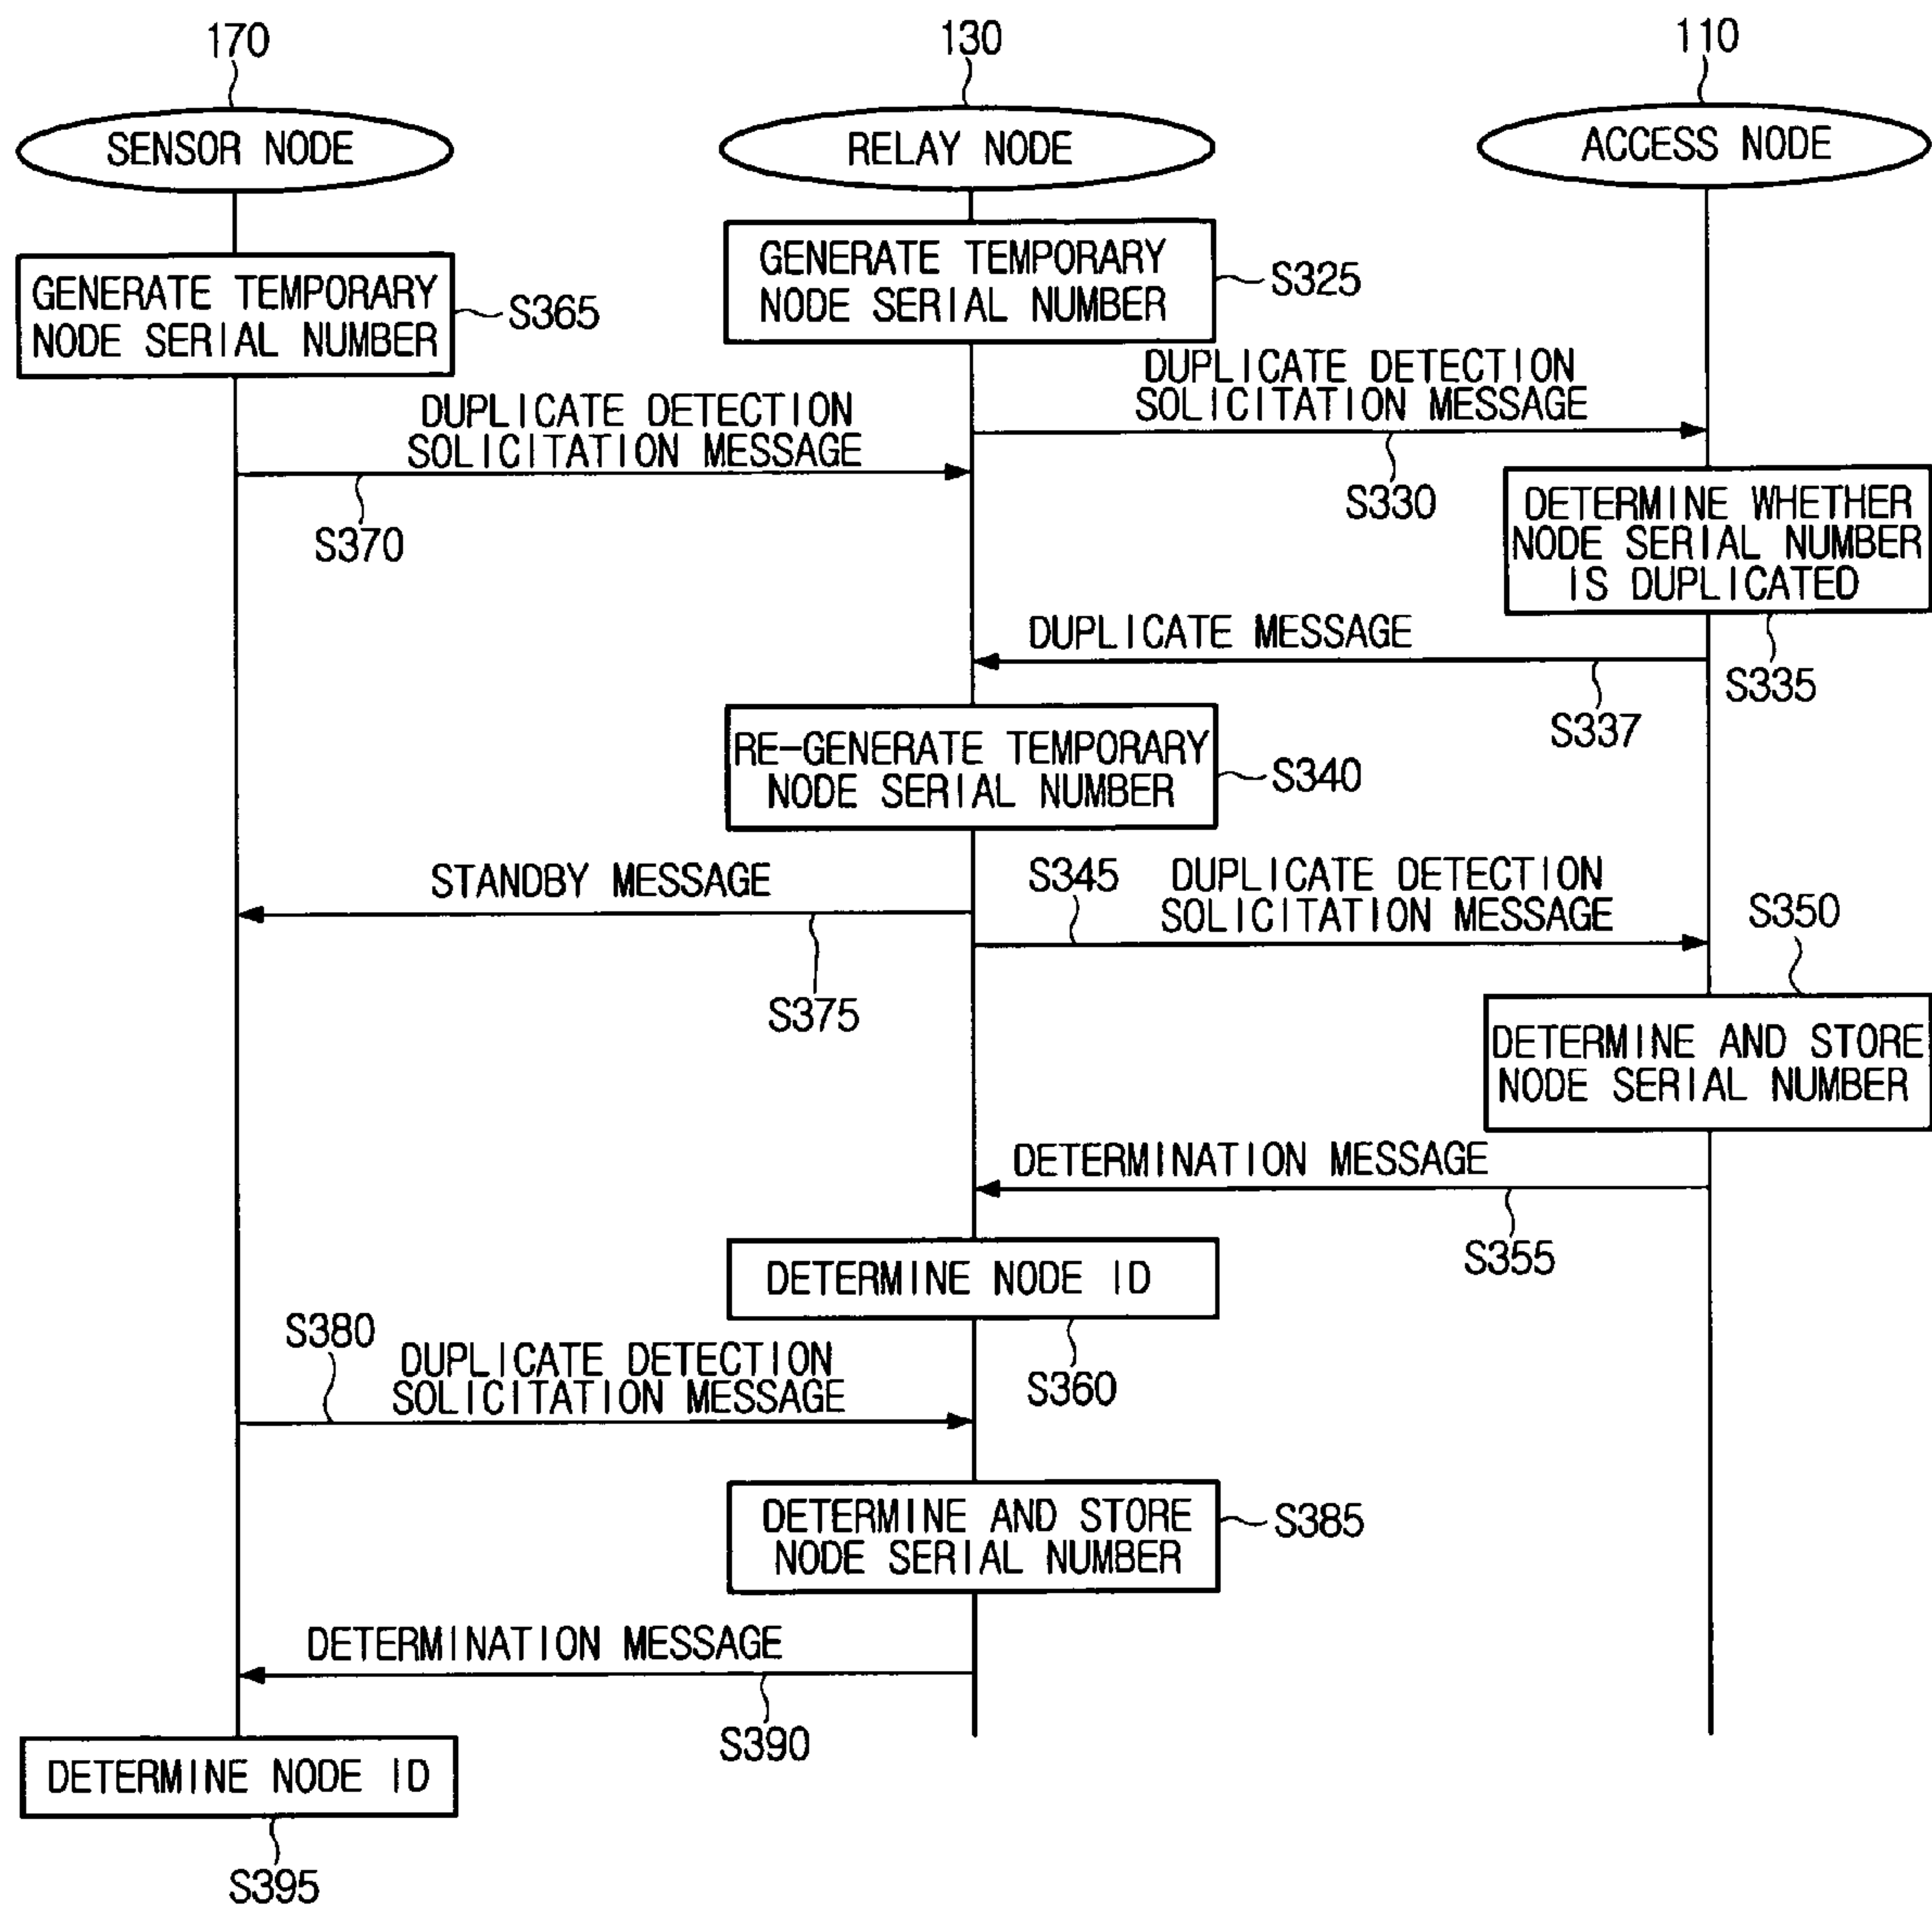 170
130
110
SENSOR NODE
RELAY NODE
ACCESS NODE
GENERATE TEMPORARY
NODE SERIAL NUMBER
S325
GENERATE TEMPORARY
NODE SERIAL NUMBER
S365
DUPLICATE DETECTION
SOLICITATION MESSAGE
S330
DUPLICATE DETECTION
SOLICITATION MESSAGE
S370
DETERMINE WHETHER
NODE SERIAL NUMBER
IS DUPLICATED
S335
DUPLICATE MESSAGE
S337
RE-GENERATE TEMPORARY
NODE SERIAL NUMBER
S340
STANDBY MESSAGE
S375
S345
DUPLICATE DETECTION
SOLICITATION MESSAGE
S350
DETERMINE AND STORE
NODE SERIAL NUMBER
DETERMINATION MESSAGE
S355
DETERMINE NODE ID
S360
S380
DUPLICATE DETECTION
SOLICITATION MESSAGE
DETERMINE AND STORE
NODE SERIAL NUMBER
S385
DETERMINATION MESSAGE
S390
DETERMINE NODE ID
S395